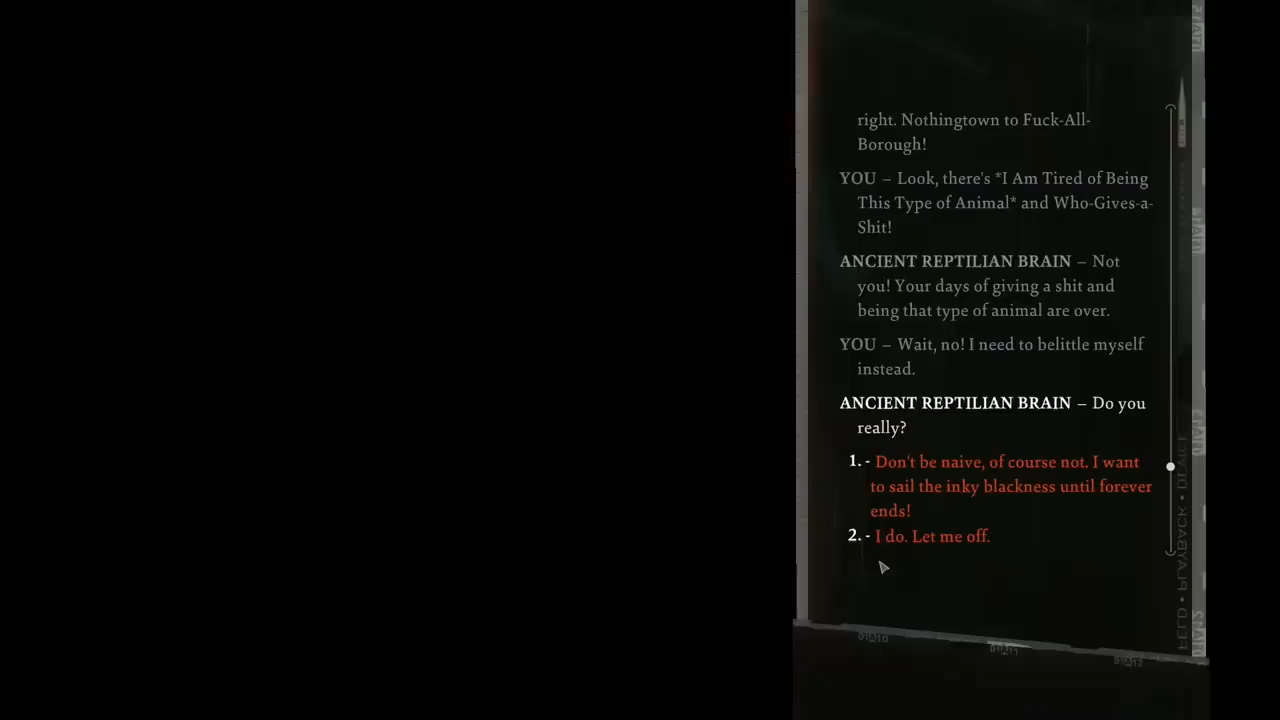 right. Nothingtown to Fuck-All-
Borough!
YOU – Look, there's *I Am Tired of Being
This Type of Animal* and Who-Gives-a-
Shit!
ANCIENT REPTILIAN BRAIN – Not
you! Your days of giving a shit and
being that type of animal are over.
YOU – Wait, no! I need to belittle myself
instead.
ANCIENT REPTILIAN BRAIN – Do you
really?
1. - Don't be naive, of course not. I want
to sail the inky blackness until forever
ends!
2. - I do. Let me off.
FELD • PLAYBACK • DEVICE